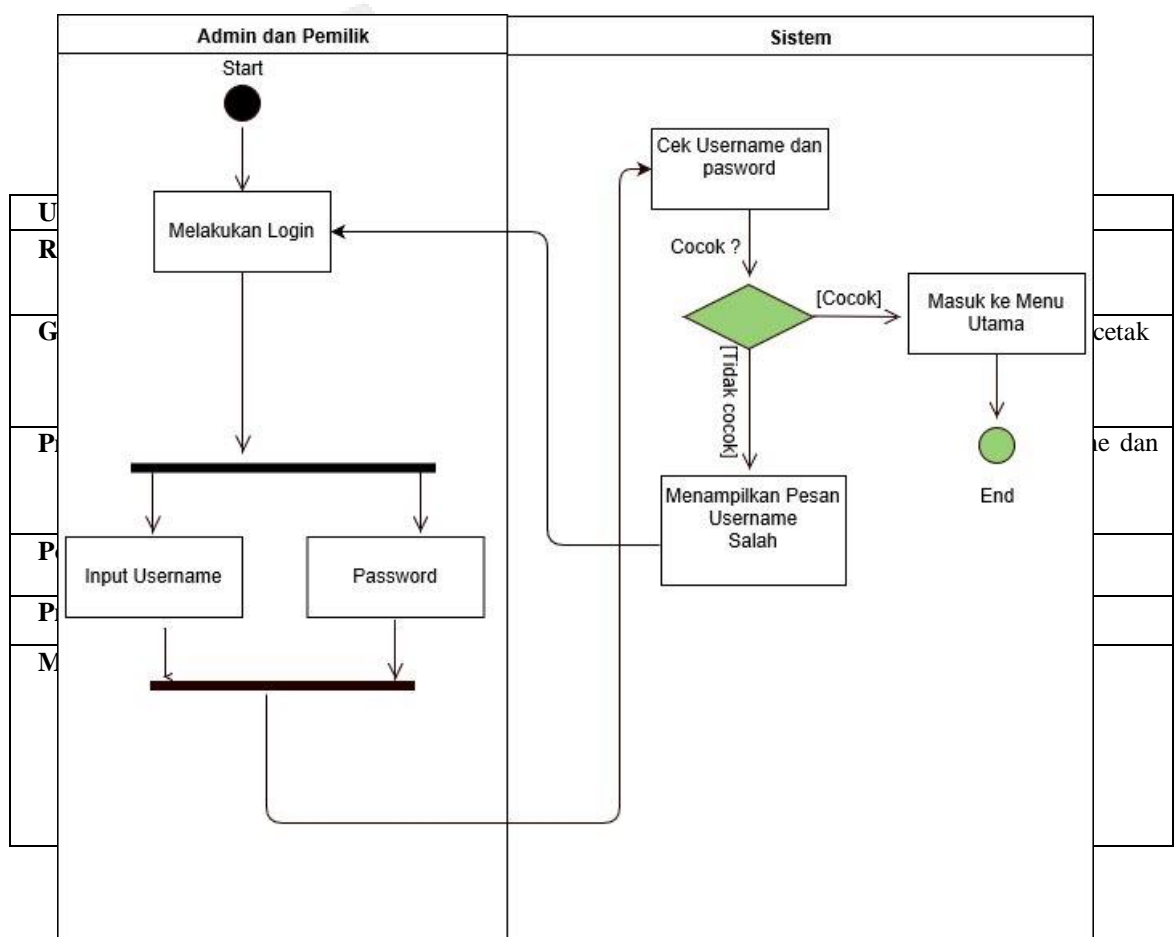 Admin dan Pemilik
Sistem
Start
Melakukan Login
Input Username
Password
Cek Username dan
pasword
Cocok ?
[Cocok]
Masuk ke Menu
Utama
End
[Tidak cocok]
Menampilkan Pesan
Username
Salah
cetak
dan